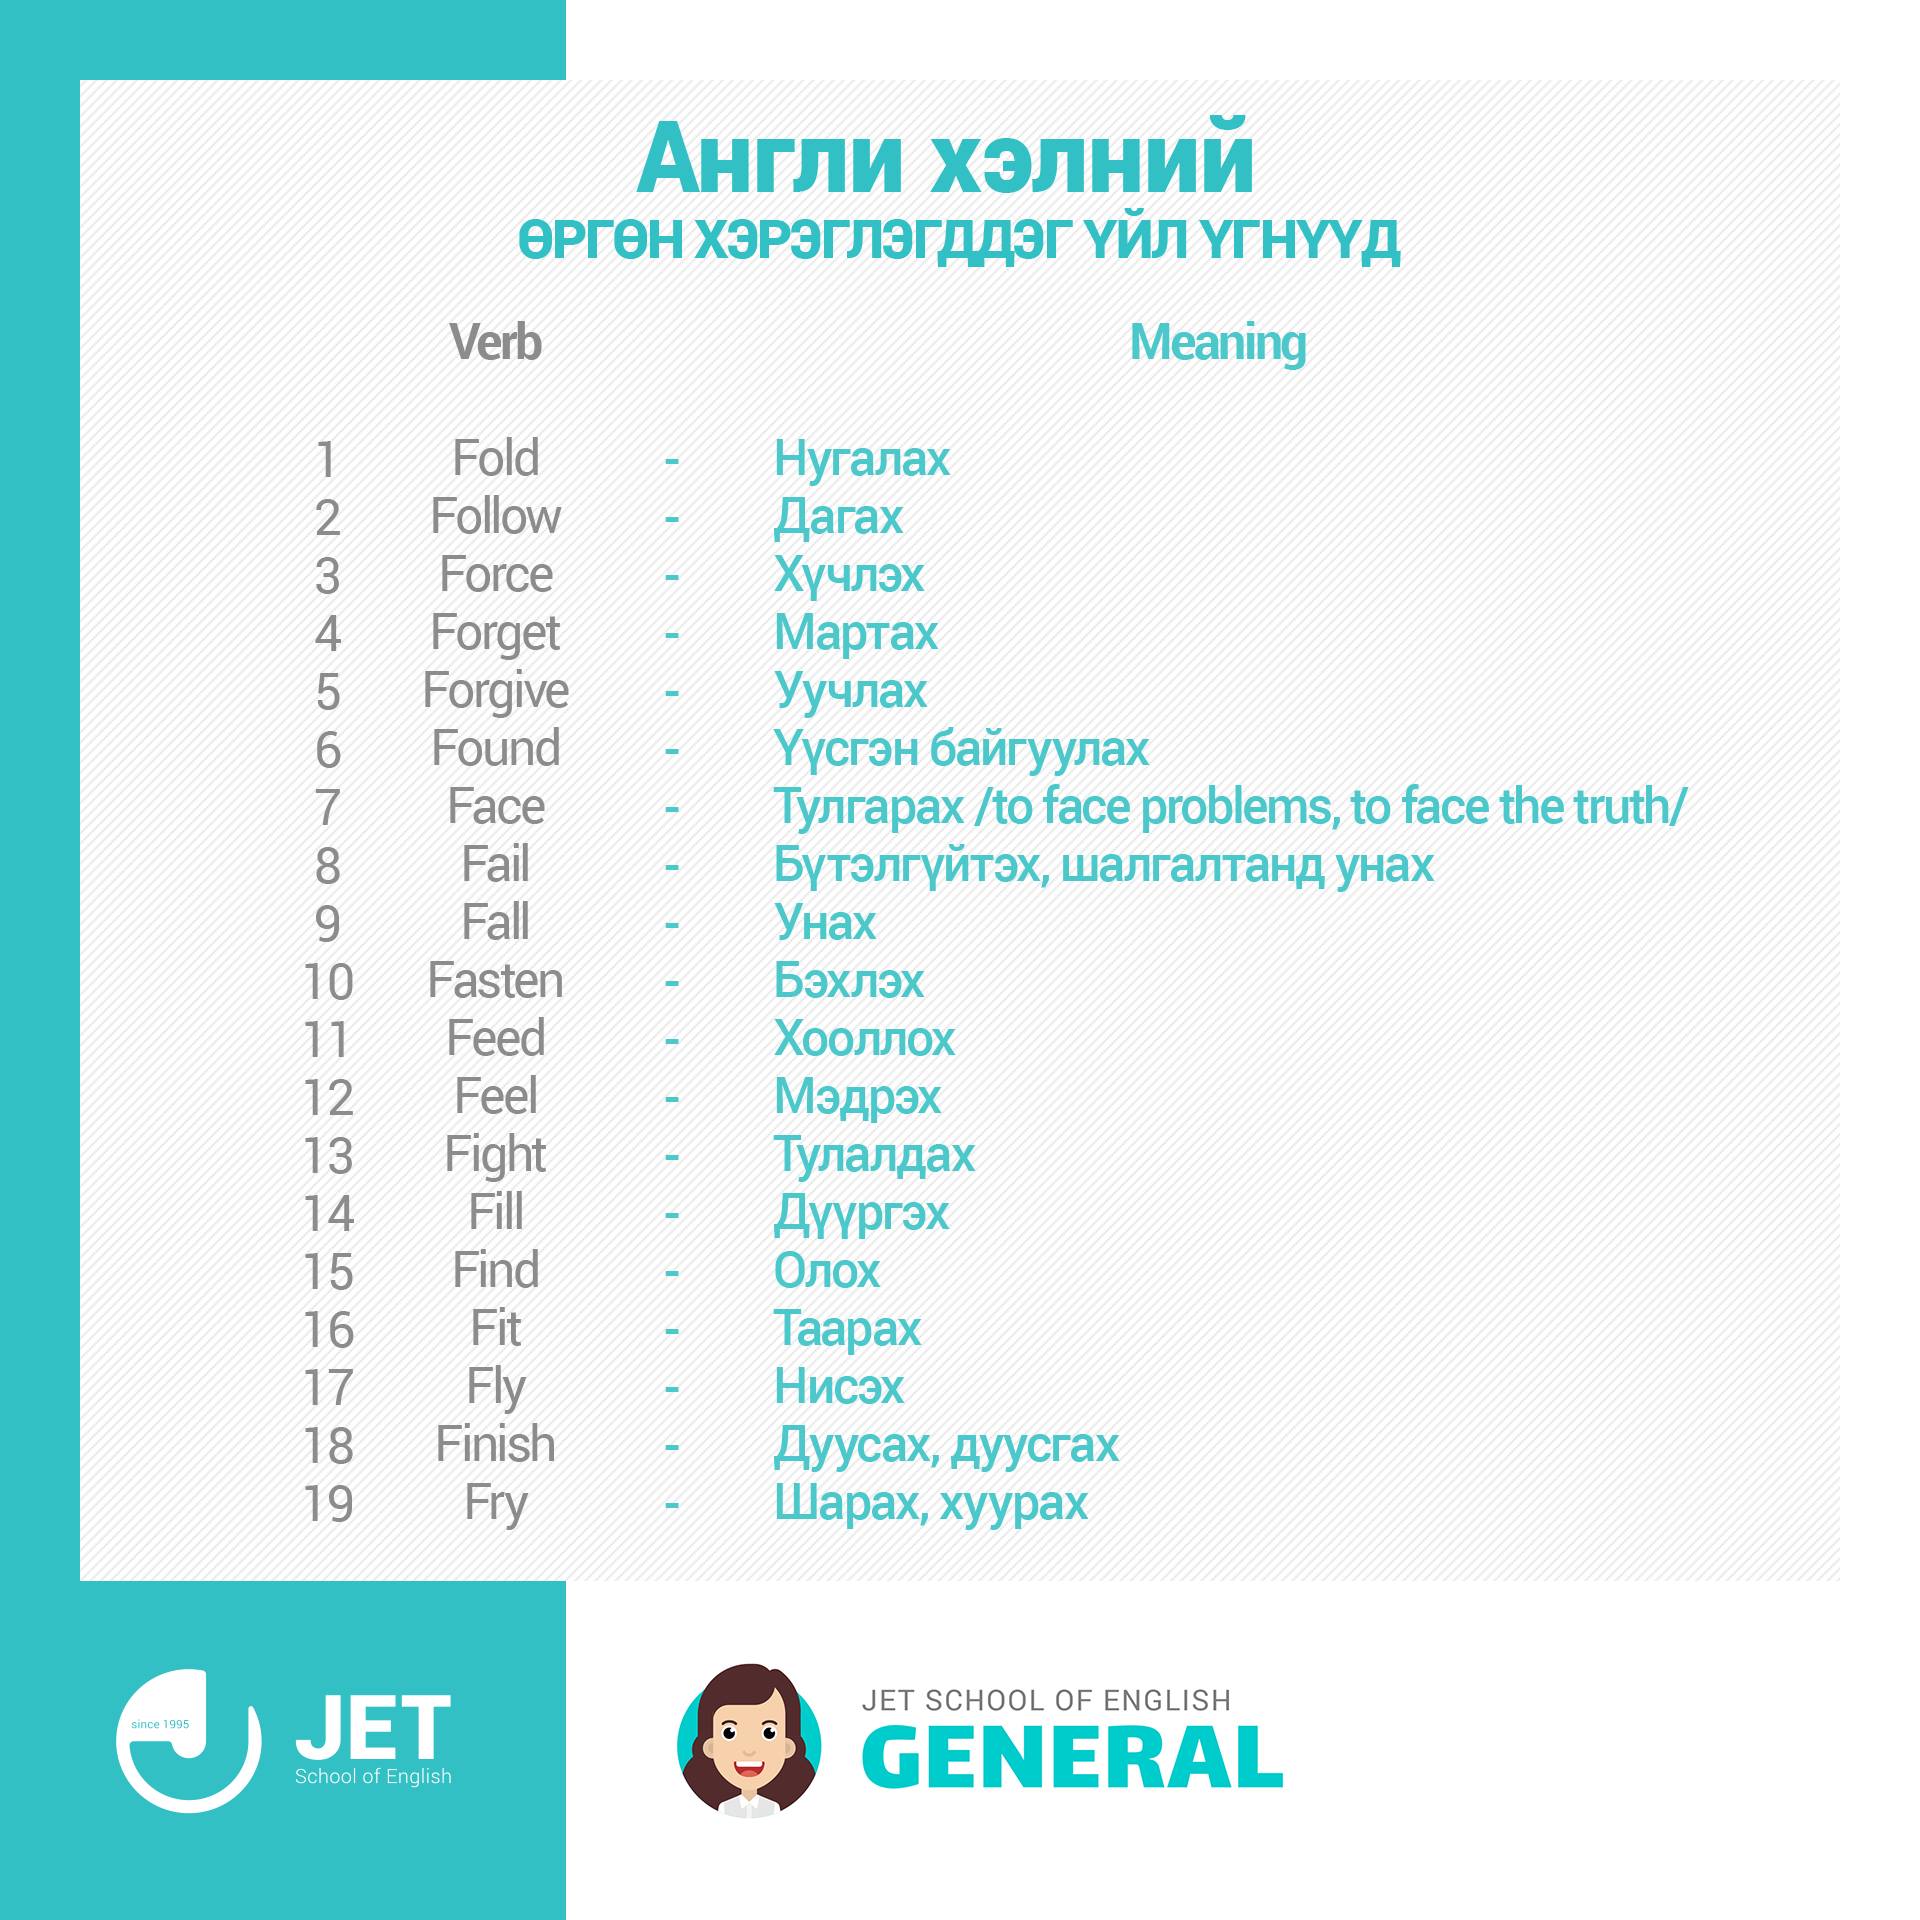 Англи хэлний
ӨРГӨН ХЭРЭГЛЭГДДЭГ ҮЙЛ ҮГНҮҮД
Verb Meaning
1 Fold - Нугалах
2 Follow - Дагах
3 Force - Хүчлэх
4 Forget - Мартах
5 Forgive - Уучлах
6 Found - Үүсгэн байгуулах
7 Face - Тулгарах /to face problems, to face the truth/
8 Fail - Бүтэлгүйтэх, шалгалтанд унах
9 Fall - Унах
10 Fasten - Бэхлэх
11 Feed - Хооллох
12 Feel - Мэдрэх
13 Fight - Тулалдах
14 Fill - Дүүргэх
15 Find - Олох
16 Fit - Таарах
17 Fly - Нисэх
18 Finish - Дуусах, дуусгах
19 Fry - Шарах, хуурах
since 1995
JET
School of English
JET SCHOOL OF ENGLISH
GENERAL